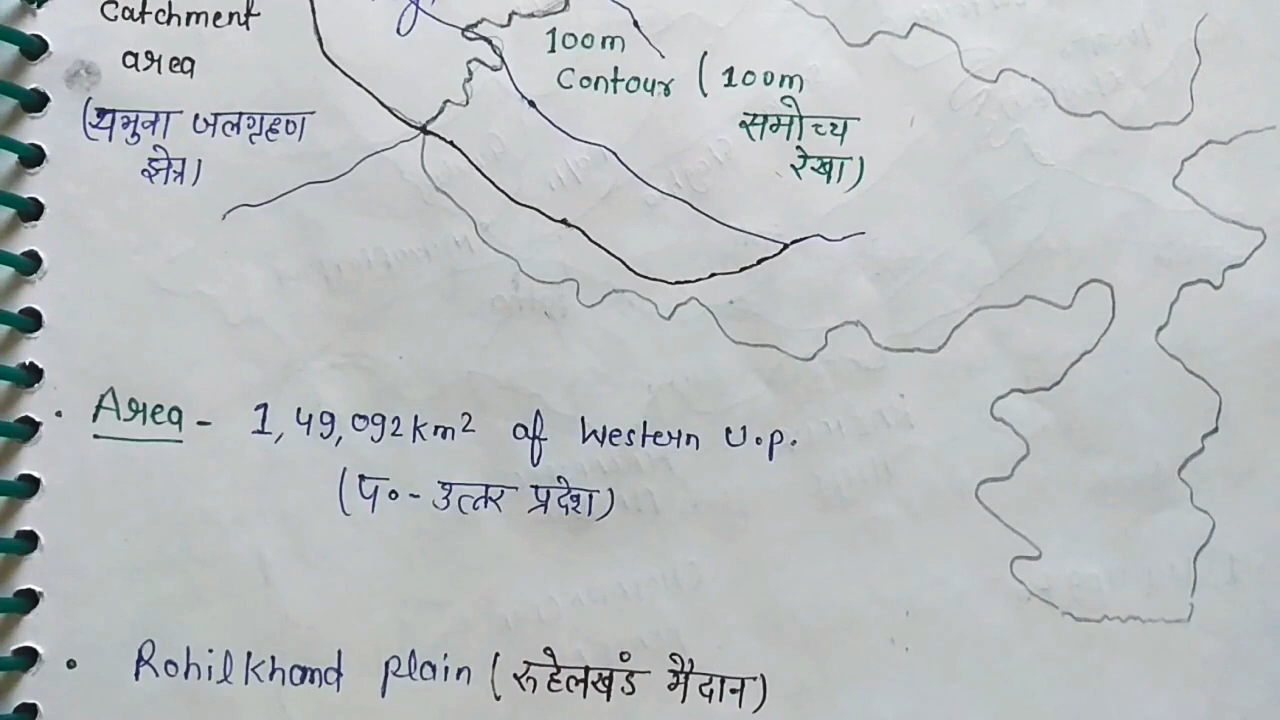 Catchment
area
(यमुना जलगृहण
क्षेत्र)
100m
Contour (100m
समोच्य
रेखा)
• Area - 1,49,092 km² of Western U.P.
(प०- उत्तर प्रदेश)
• Rohilkhand plain (रुहेलखंड मैदान)